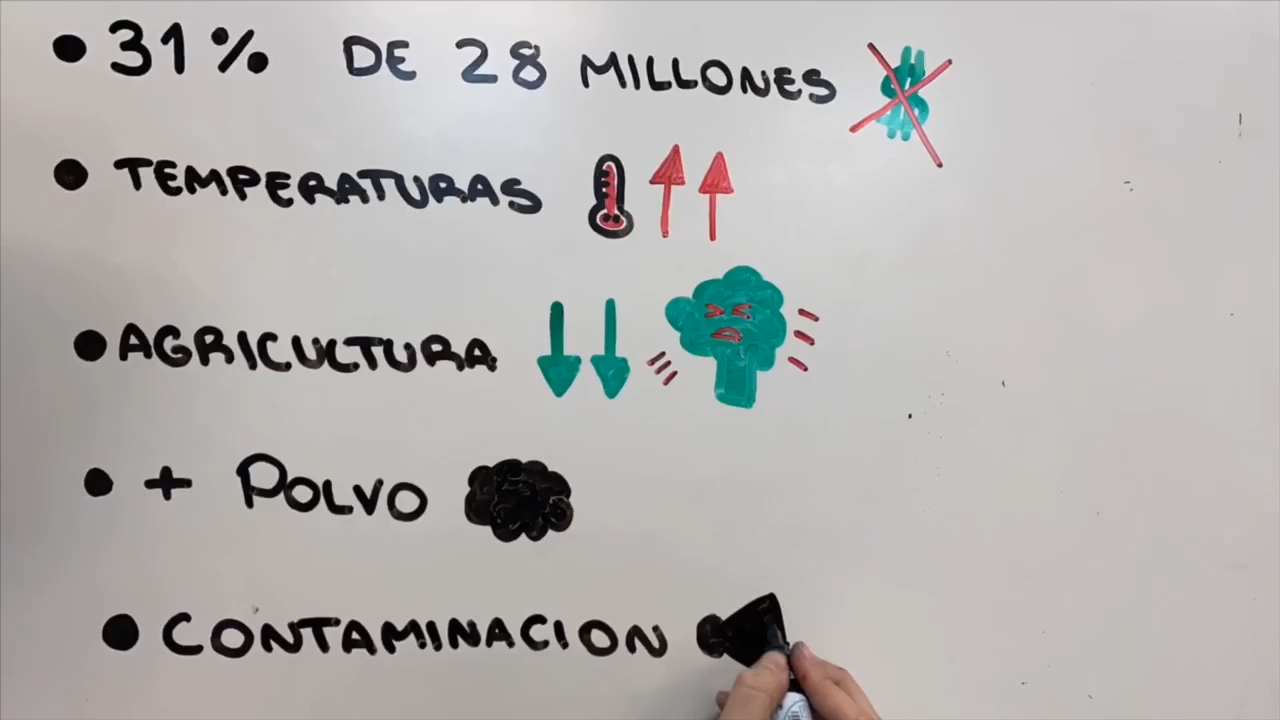 • 31% DE 28 MILLONES $
• TEMPERATURAS
• AGRICULTURA
• + POLVO
• CONTAMINACION